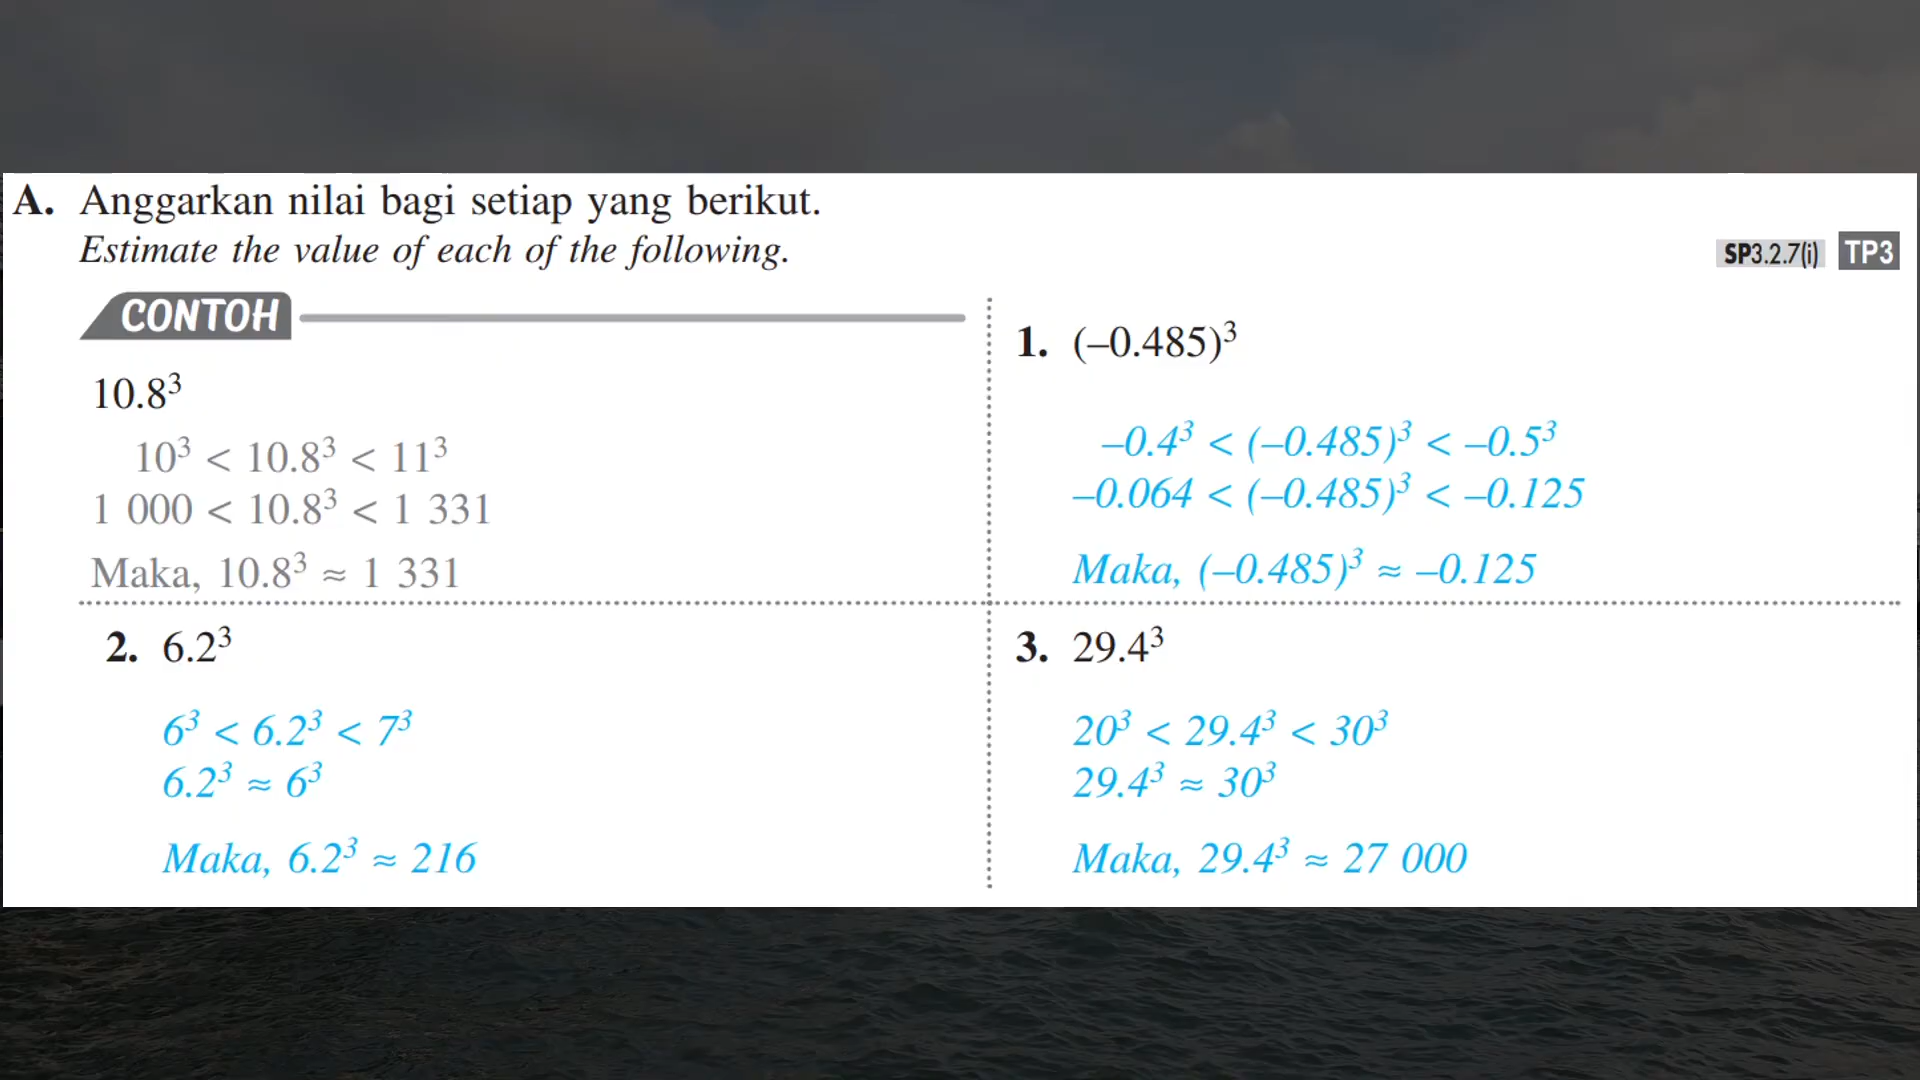 A. Anggarkan nilai bagi setiap yang berikut.
Estimate the value of each of the following.
SP3.2.7(i) TP3
CONTOH
10.8³
10³ < 10.8³ < 11³
1 000 < 10.8³ < 1 331
Maka, 10.8³ ≈ 1 331
1. (–0.485)³
–0.4³ < (–0.485)³ < –0.5³
–0.064 < (–0.485)³ < –0.125
Maka, (–0.485)³ ≈ –0.125
2. 6.2³
6³ < 6.2³ < 7³
6.2³ ≈ 6³
Maka, 6.2³ ≈ 216
3. 29.4³
20³ < 29.4³ < 30³
29.4³ ≈ 30³
Maka, 29.4³ ≈ 27 000